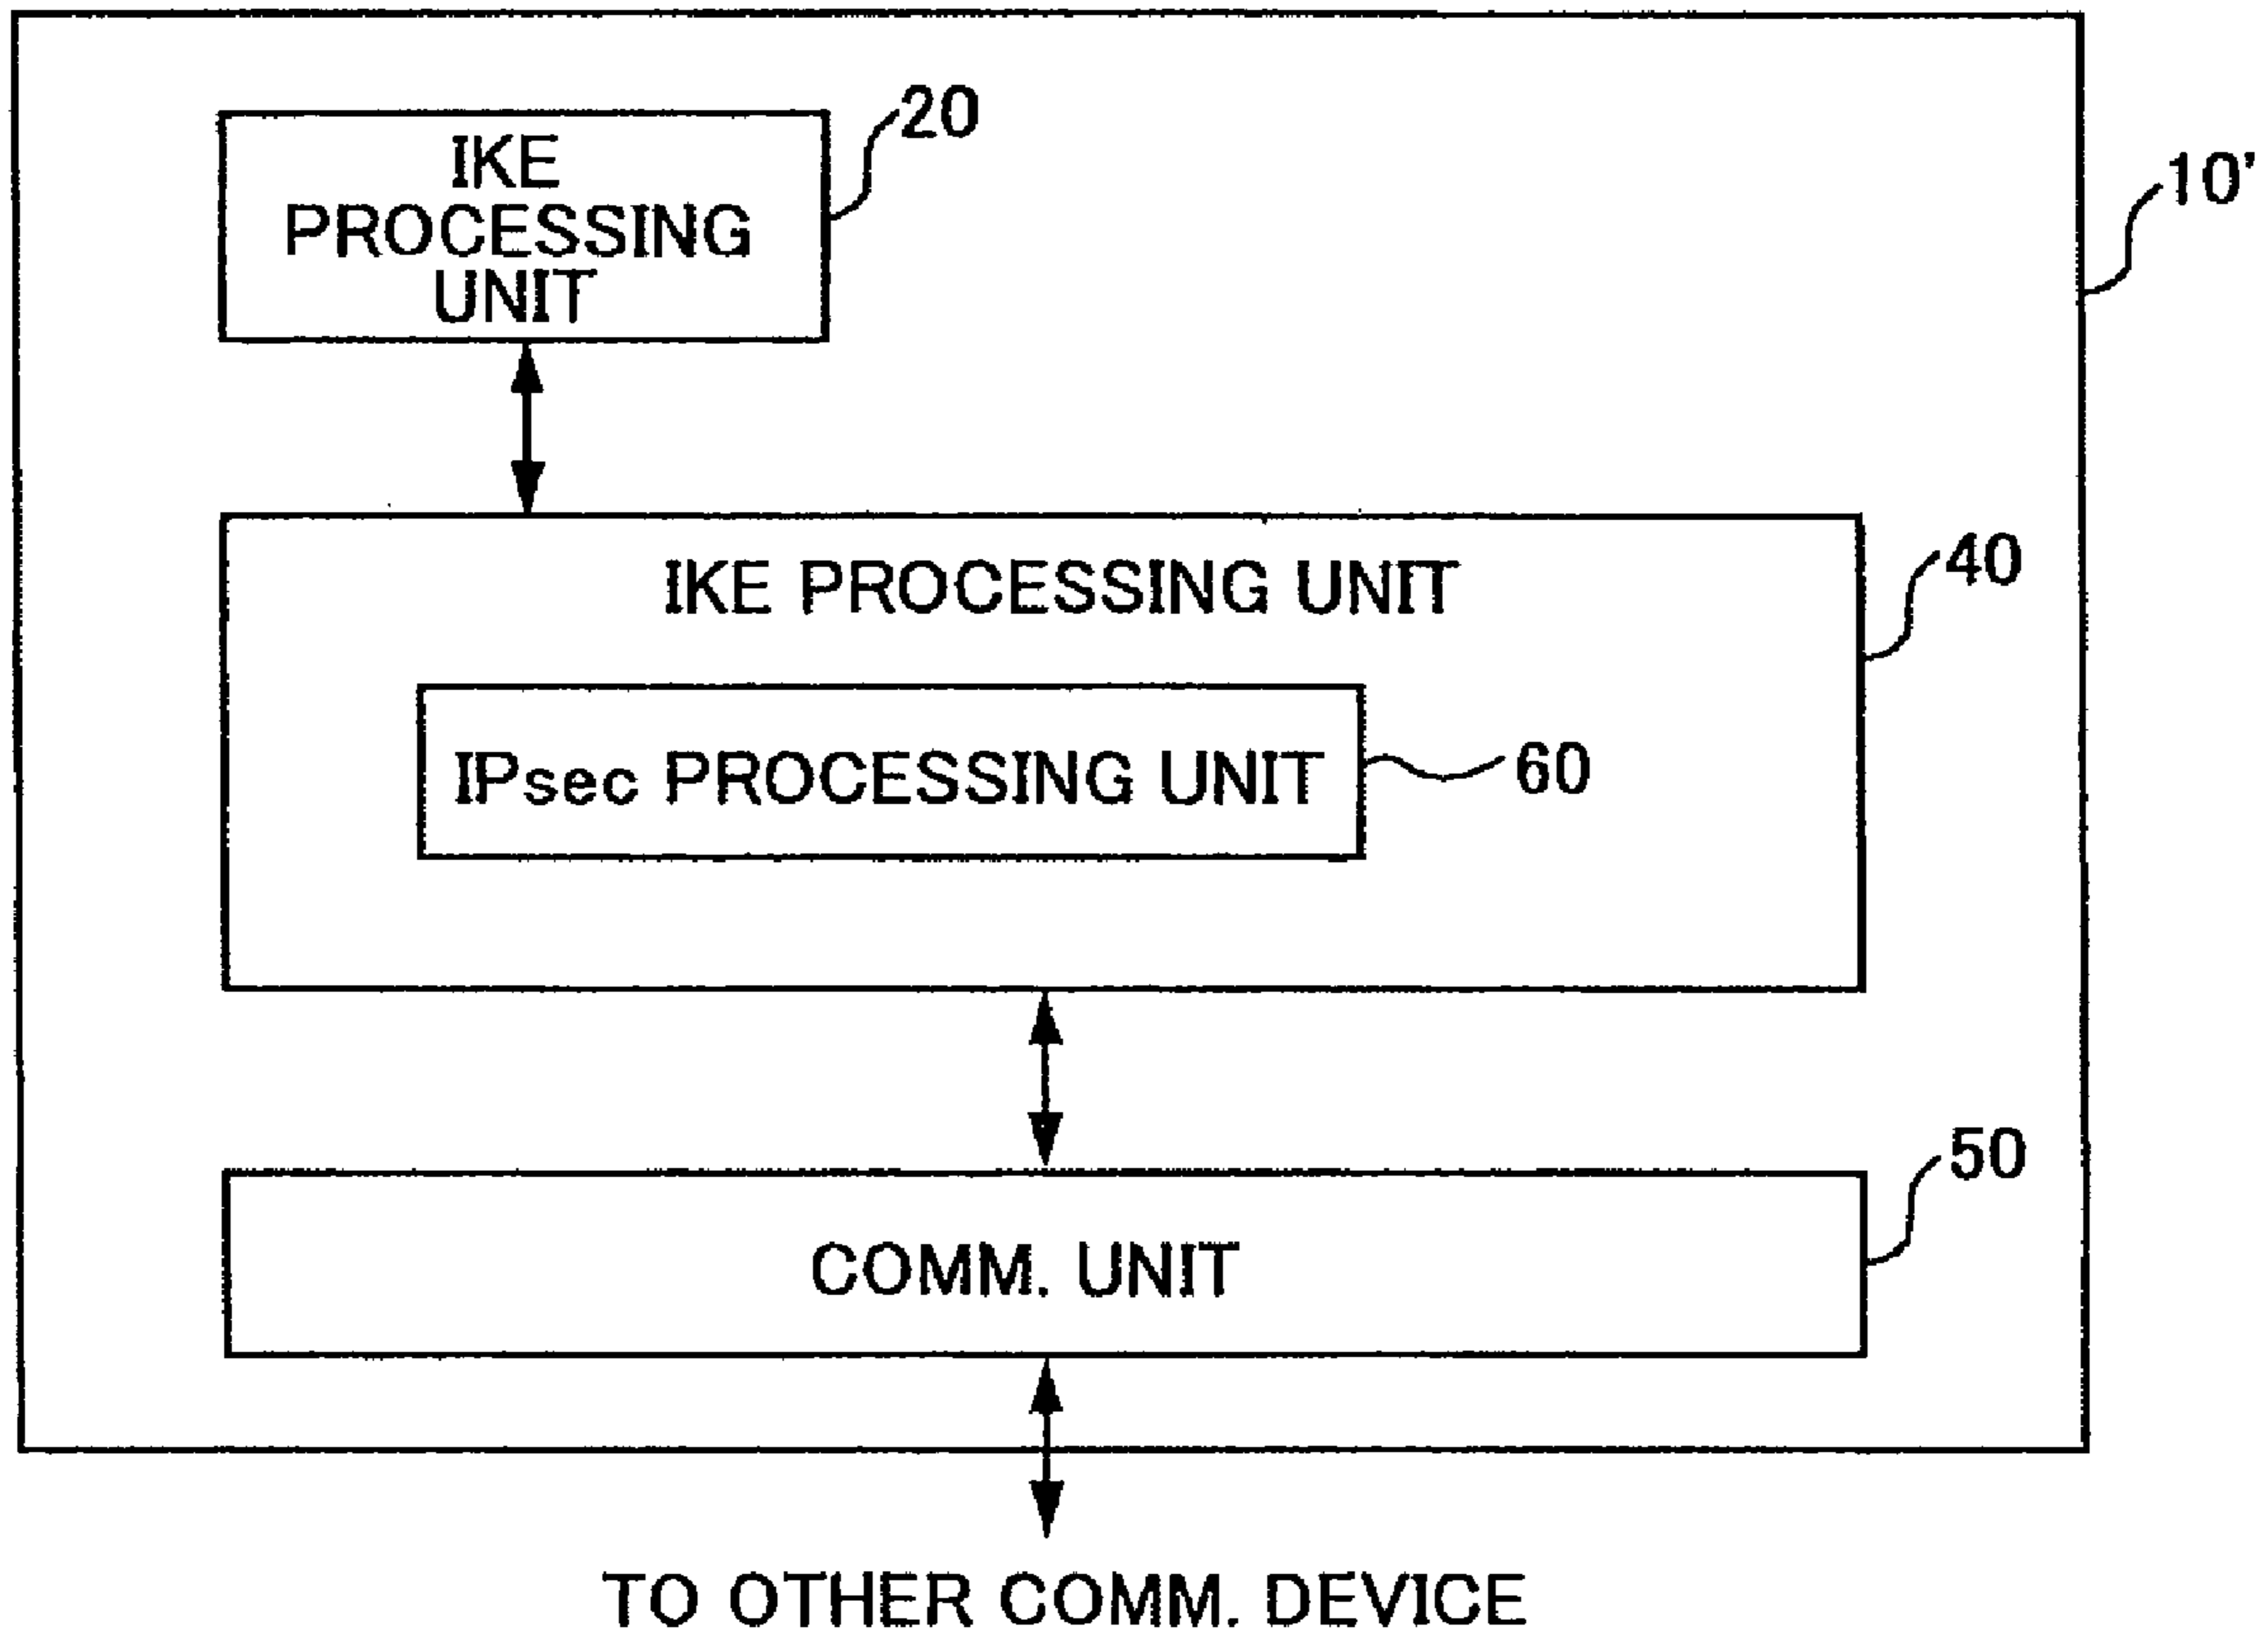 20
IKE
PROCESSING
UNIT
10'
IKE PROCESSING UNIT
40
IPsec PROCESSING UNIT
60
50
COMM. UNIT
TO OTHER COMM. DEVICE